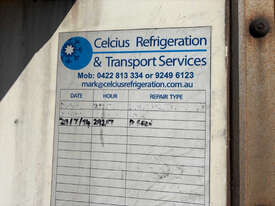 Celcius Refrigeration
& Transport Services
Mob: 0422 813 334 or 9249 6123
mark@celciusrefrigeration.com.au
DATE HOUR REPAIR TYPE